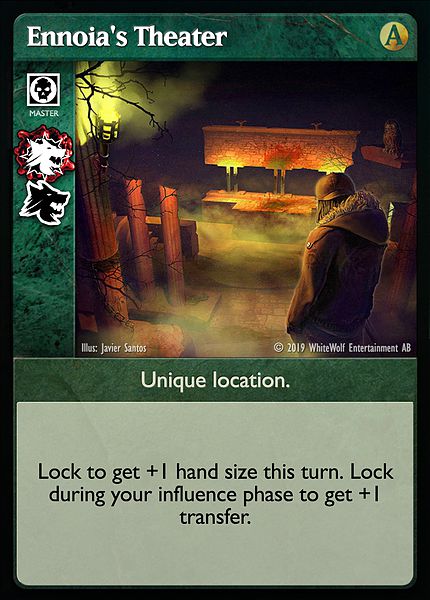 Ennoia's Theater
A
MASTER
Illus: Javier Santos
© 2019 WhiteWolf Entertainment AB
Unique location.
Lock to get +1 hand size this turn. Lock
during your influence phase to get +1
transfer.